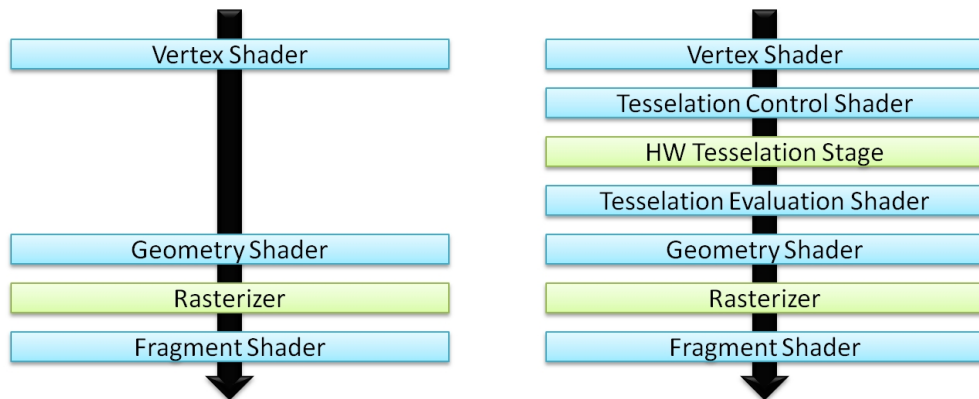 Vertex Shader
Geometry Shader
Rasterizer
Fragment Shader
Vertex Shader
Tesselation Control Shader
HW Tesselation Stage
Tesselation Evaluation Shader
Geometry Shader
Rasterizer
Fragment Shader